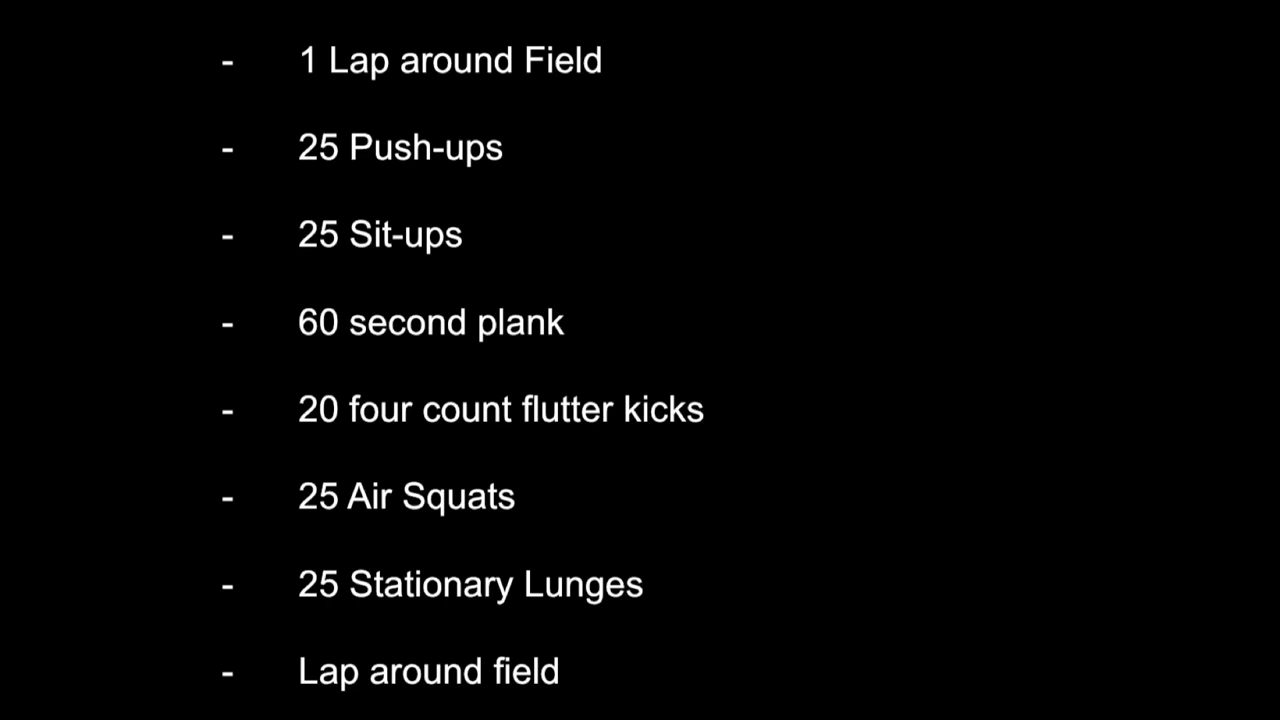 - 1 Lap around Field
- 25 Push-ups
- 25 Sit-ups
- 60 second plank
- 20 four count flutter kicks
- 25 Air Squats
- 25 Stationary Lunges
- Lap around field